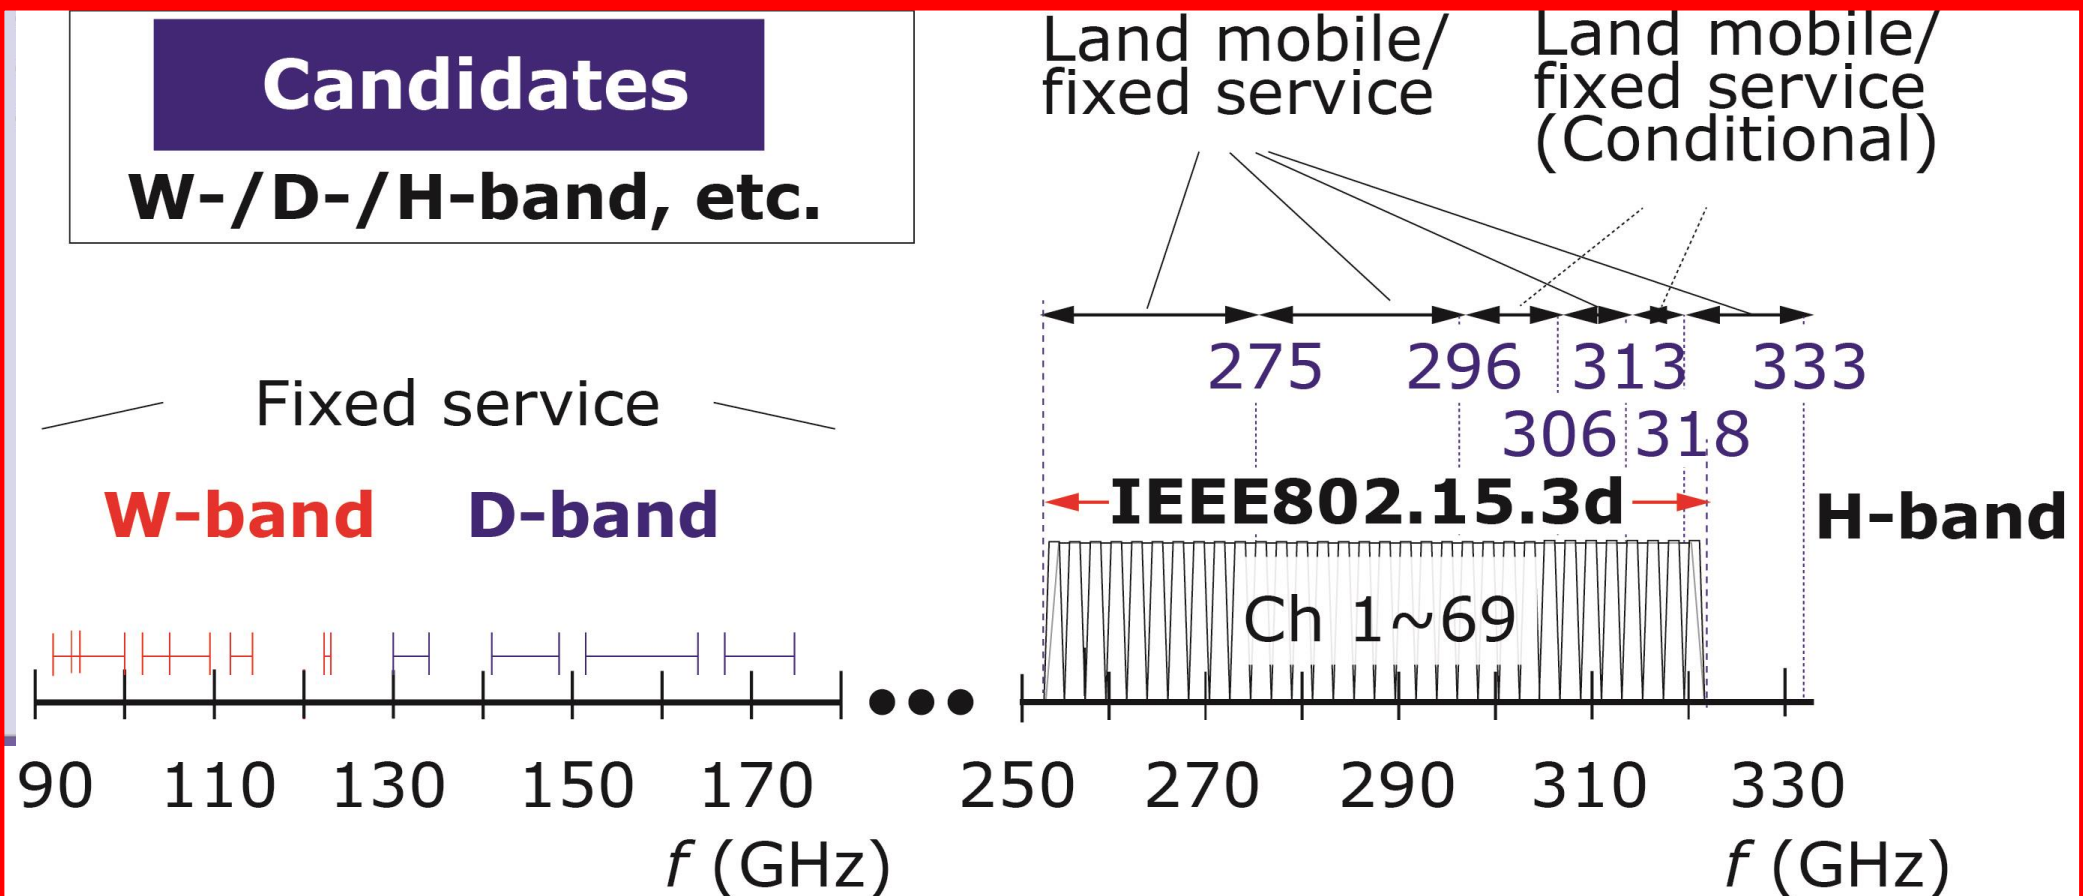 Candidates
W-/D-/H-band, etc.
Land mobile/
fixed service
Land mobile/
fixed service
(Conditional)
275 296 313 333
306 318
Fixed service
W-band D-band
IEEE802.15.3d
H-band
Ch 1~69
90 110 130 150 170
250 270 290 310 330
f (GHz)
f (GHz)